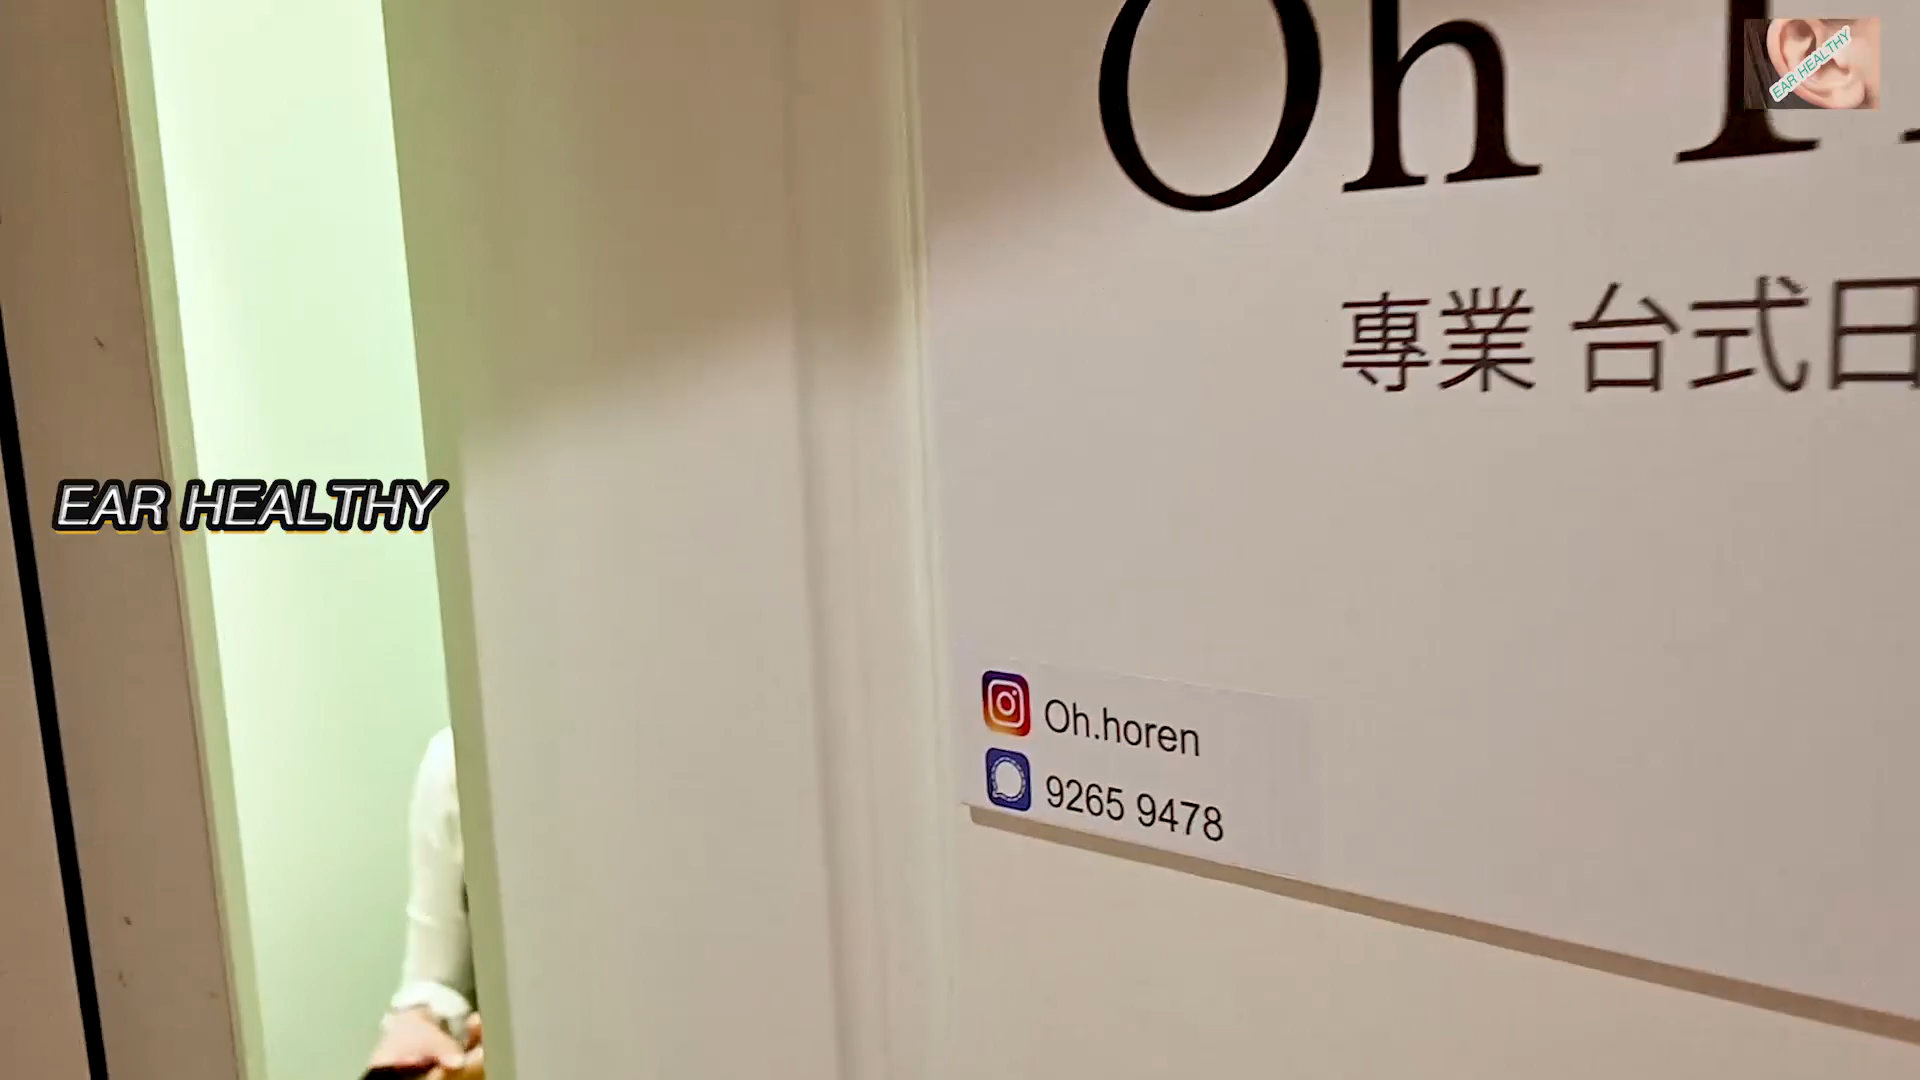 Oh
EAR HEALTHY
專業 台式日
EAR HEALTHY
Oh.horen
9265 9478